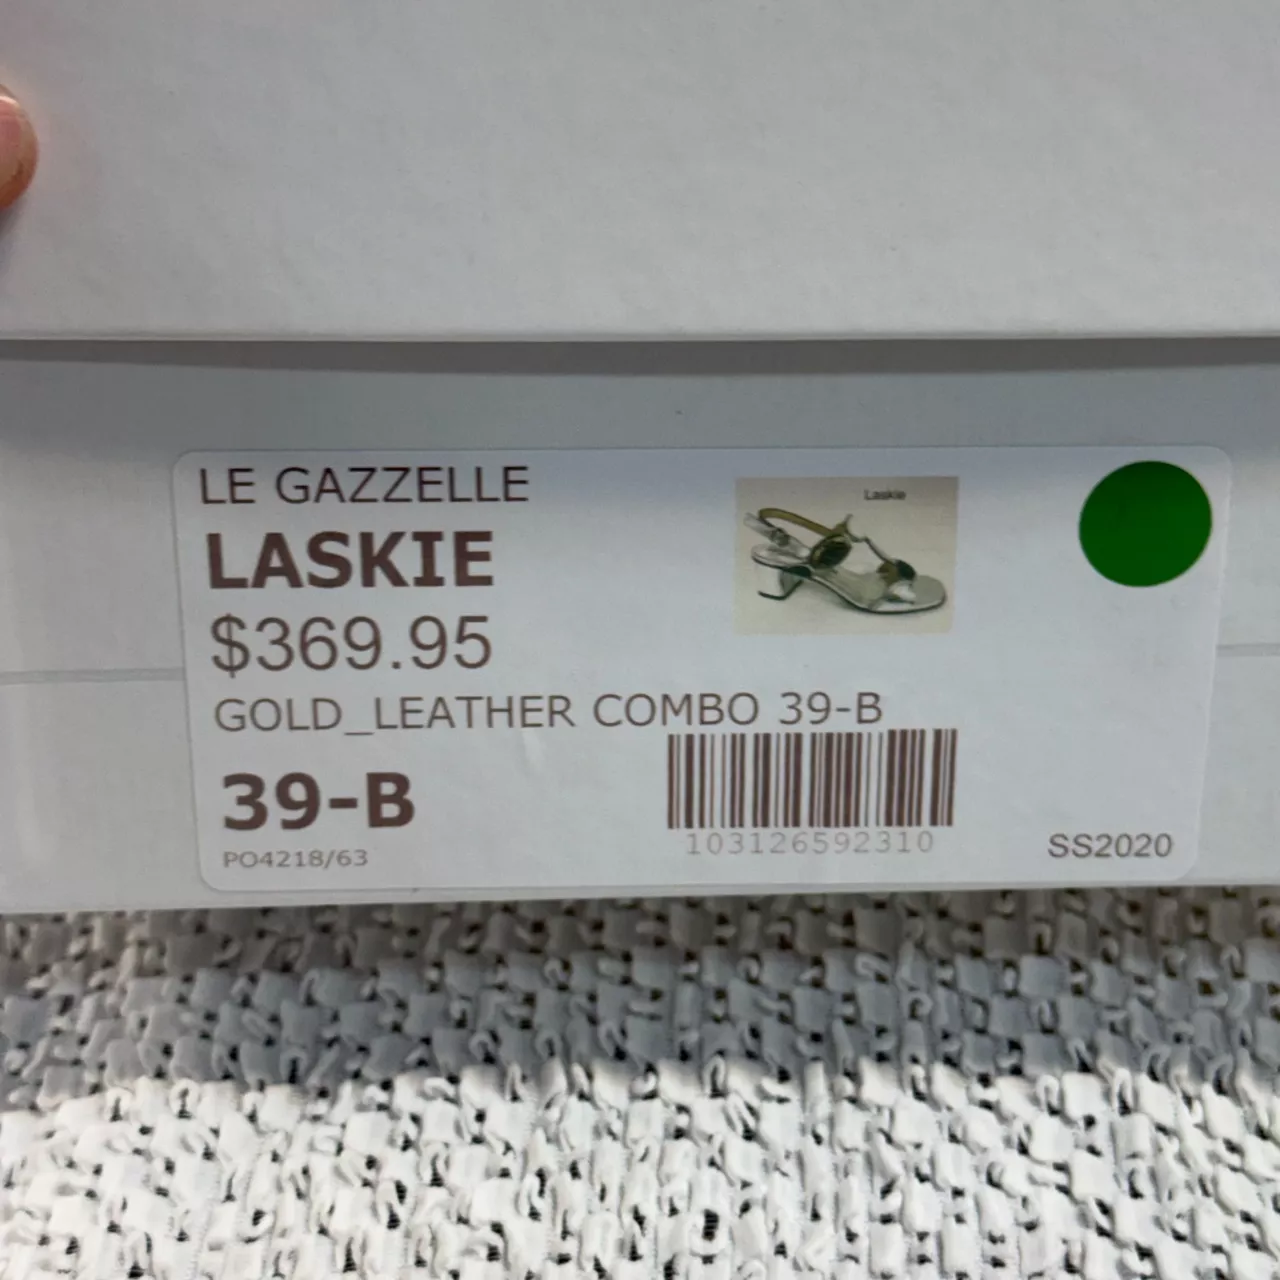 LE GAZZELLE
LASKIE
$369.95
GOLD_LEATHER COMBO 39-B
39-B
PO4218/63
Laskie
103126592310
SS2020